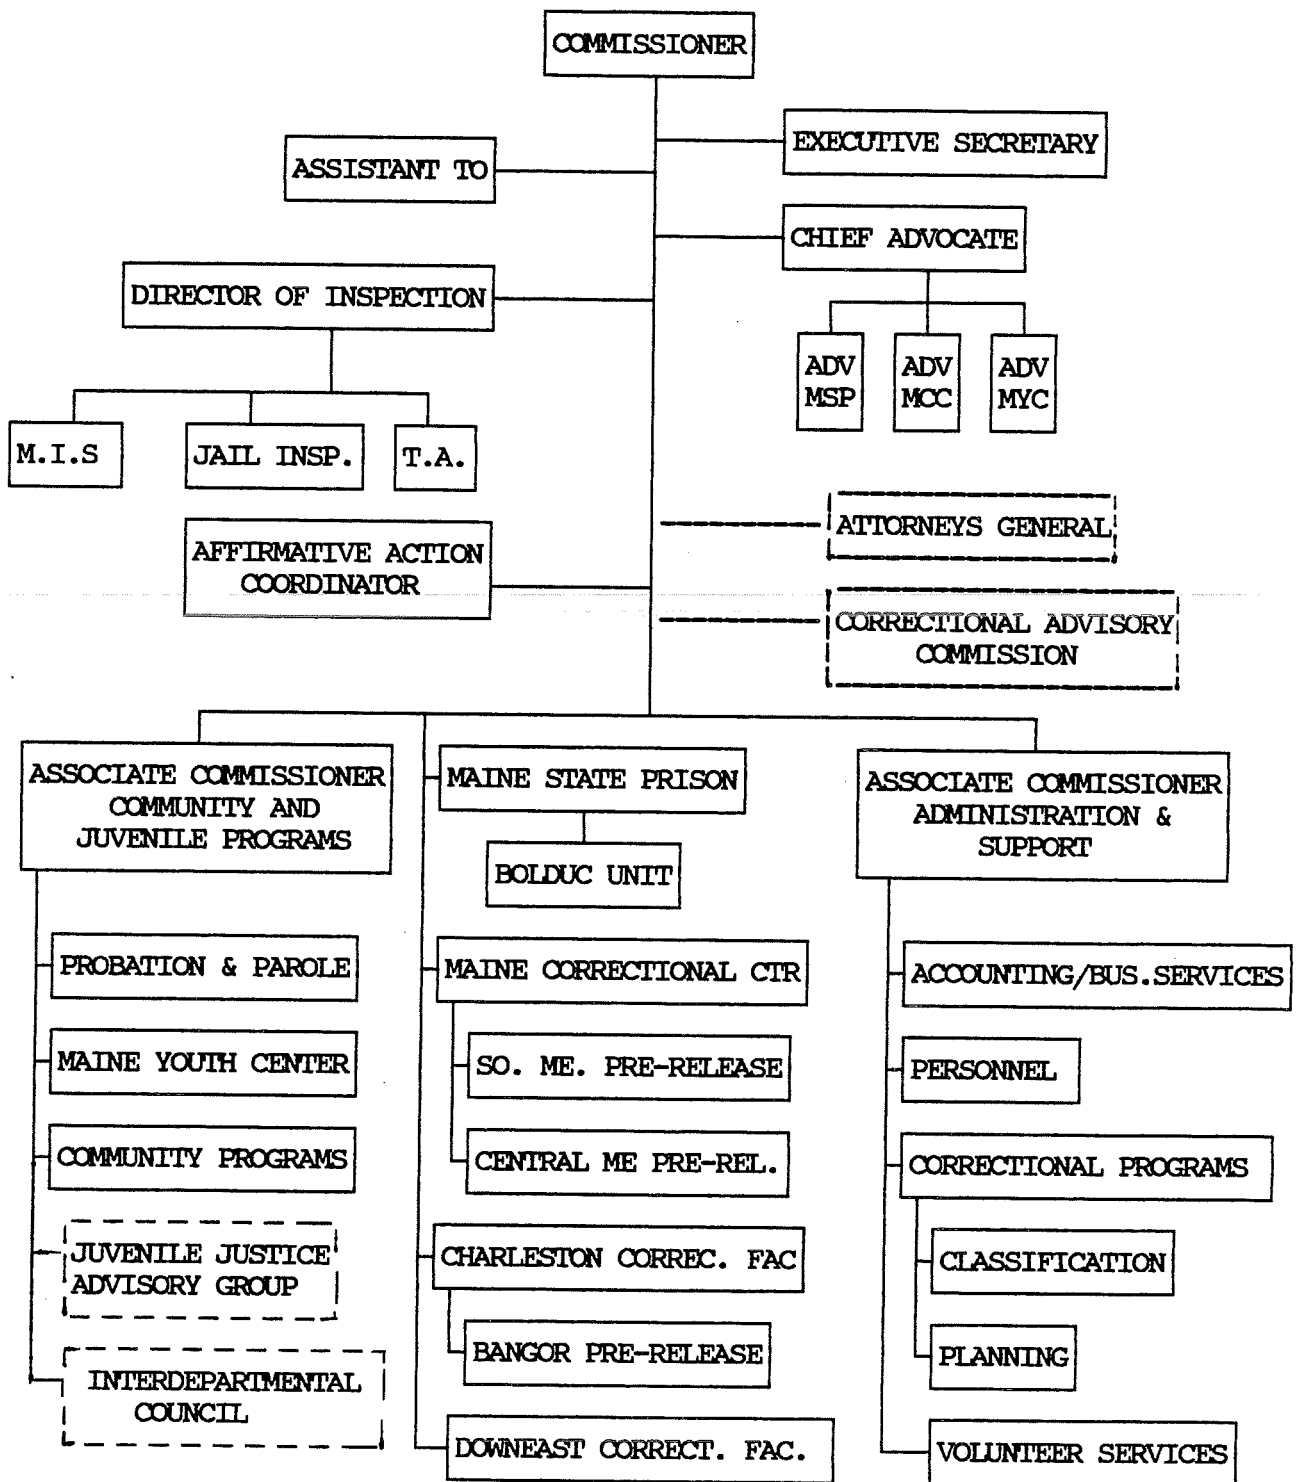 COMMISSIONER
EXECUTIVE SECRETARY
ASSISTANT TO
CHIEF ADVOCATE
DIRECTOR OF INSPECTION
ADV
MSP
ADV
MCC
ADV
MYC
M.I.S
JAIL INSP.
T.A.
ATTORNEYS GENERAL
AFFIRMATIVE ACTION
COORDINATOR
CORRECTIONAL ADVISORY
COMMISSION
ASSOCIATE COMMISSIONER
COMMUNITY AND
JUVENILE PROGRAMS
PROBATION & PAROLE
MAINE YOUTH CENTER
COMMUNITY PROGRAMS
JUVENILE JUSTICE
ADVISORY GROUP
INTERDEPARTMENTAL
COUNCIL
MAINE STATE PRISON
BOLDUC UNIT
MAINE CORRECTIONAL CTR
SO. ME. PRE-RELEASE
CENTRAL ME PRE-REL.
CHARLESTON CORREC. FAC
BANGOR PRE-RELEASE
DOWNEAST CORRECT. FAC.
ASSOCIATE COMMISSIONER
ADMINISTRATION &
SUPPORT
ACCOUNTING/BUS.SERVICES
PERSONNEL
CORRECTIONAL PROGRAMS
CLASSIFICATION
PLANNING
VOLUNTEER SERVICES